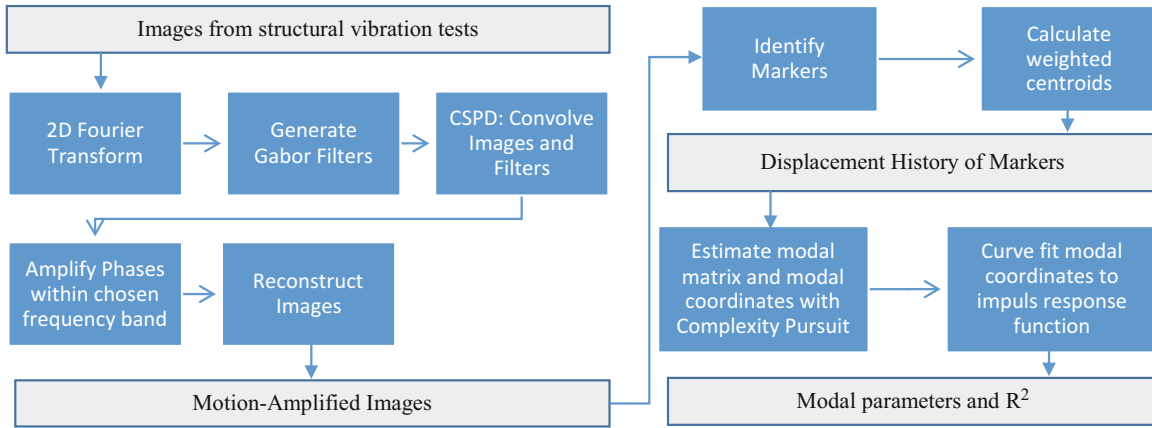 Images from structural vibration tests
2D Fourier
Transform
Generate
Gabor Filters
CSPD: Convolve
Images and
Filters
Amplify Phases
within chosen
frequency band
Reconstruct
Images
Motion-Amplified Images
Identify
Markers
Calculate
weighted
centroids
Displacement History of Markers
Estimate modal
matrix and modal
coordinates with
Complexity Pursuit
Curve fit modal
coordinates to
impuls response
function
Modal parameters and R²